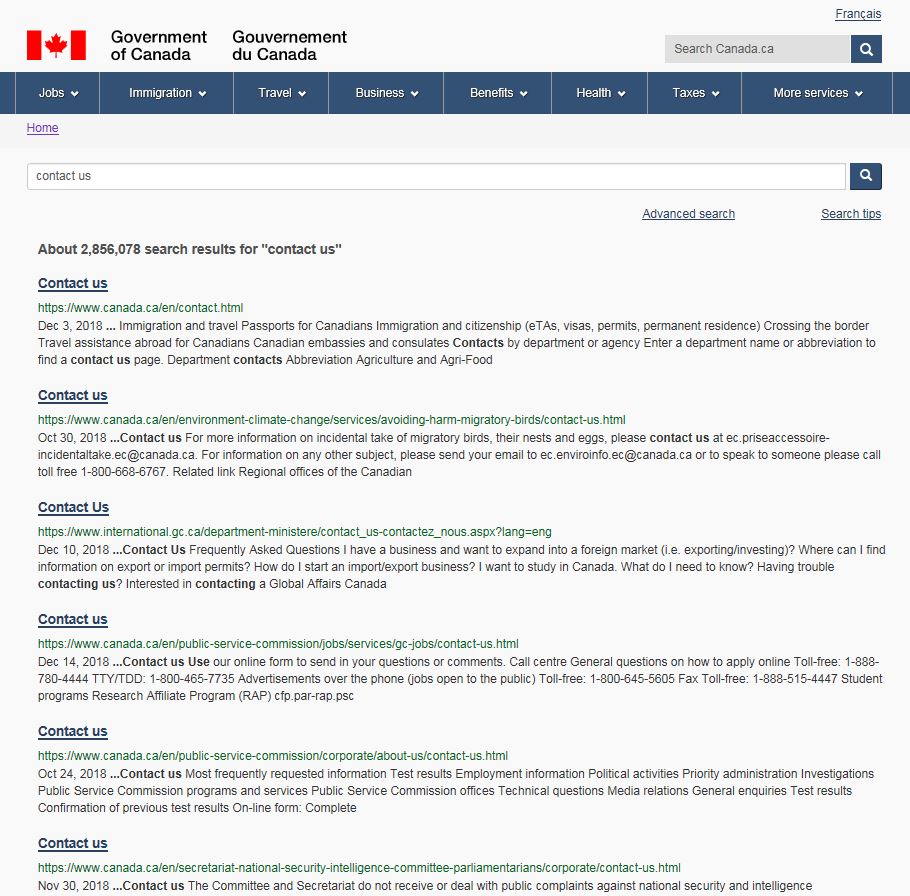 Français
Government
of Canada
Gouvernement
du Canada
Search Canada.ca
Jobs Immigration Travel Business Benefits Health Taxes More services
Home
contact us
Advanced search Search tips
About 2,856,078 search results for "contact us"
Contact us
https://www.canada.ca/en/contact.html
Dec 3, 2018 ... Immigration and travel Passports for Canadians Immigration and citizenship (eTAs, visas, permits, permanent residence) Crossing the border
Travel assistance abroad for Canadians Canadian embassies and consulates Contacts by department or agency Enter a department name or abbreviation to
find a contact us page. Department contacts Abbreviation Agriculture and Agri-Food
Contact us
https://www.canada.ca/en/environment-climate-change/services/avoiding-harm-migratory-birds/contact-us.html
Oct 30, 2018 ...Contact us For more information on incidental take of migratory birds, their nests and eggs, please contact us at ec.priseaccessoire-
incidentaltake.ec@canada.ca. For information on any other subject, please send your email to ec.enviroinfo.ec@canada.ca or to speak to someone please call
toll free 1-800-668-6767. Related link Regional offices of the Canadian
Contact Us
https://www.international.gc.ca/department-ministere/contact_us-contactez_nous.aspx?lang=eng
Dec 10, 2018 ...Contact Us Frequently Asked Questions I have a business and want to expand into a foreign market (i.e. exporting/investing)? Where can I find
information on export or import permits? How do I start an import/export business? I want to study in Canada. What do I need to know? Having trouble
contacting us? Interested in contacting a Global Affairs Canada
Contact us
https://www.canada.ca/en/public-service-commission/jobs/services/gc-jobs/contact-us.html
Dec 14, 2018 ...Contact us Use our online form to send in your questions or comments. Call centre General questions on how to apply online Toll-free: 1-888-
780-4444 TTY/TDD: 1-800-465-7735 Advertisements over the phone (jobs open to the public) Toll-free: 1-800-645-5605 Fax Toll-free: 1-888-515-4447 Student
programs Research Affiliate Program (RAP) cfp.par-rap.psc
Contact us
https://www.canada.ca/en/public-service-commission/corporate/about-us/contact-us.html
Oct 24, 2018 ...Contact us Most frequently requested information Test results Employment information Political activities Priority administration Investigations
Public Service Commission programs and services Public Service Commission offices Technical questions Media relations General enquiries Test results
Confirmation of previous test results On-line form: Complete
Contact us
https://www.canada.ca/en/secretariat-national-security-intelligence-committee-parliamentarians/corporate/contact-us.html
Nov 30, 2018 ...Contact us The Committee and Secretariat do not receive or deal with public complaints against national security and intelligence